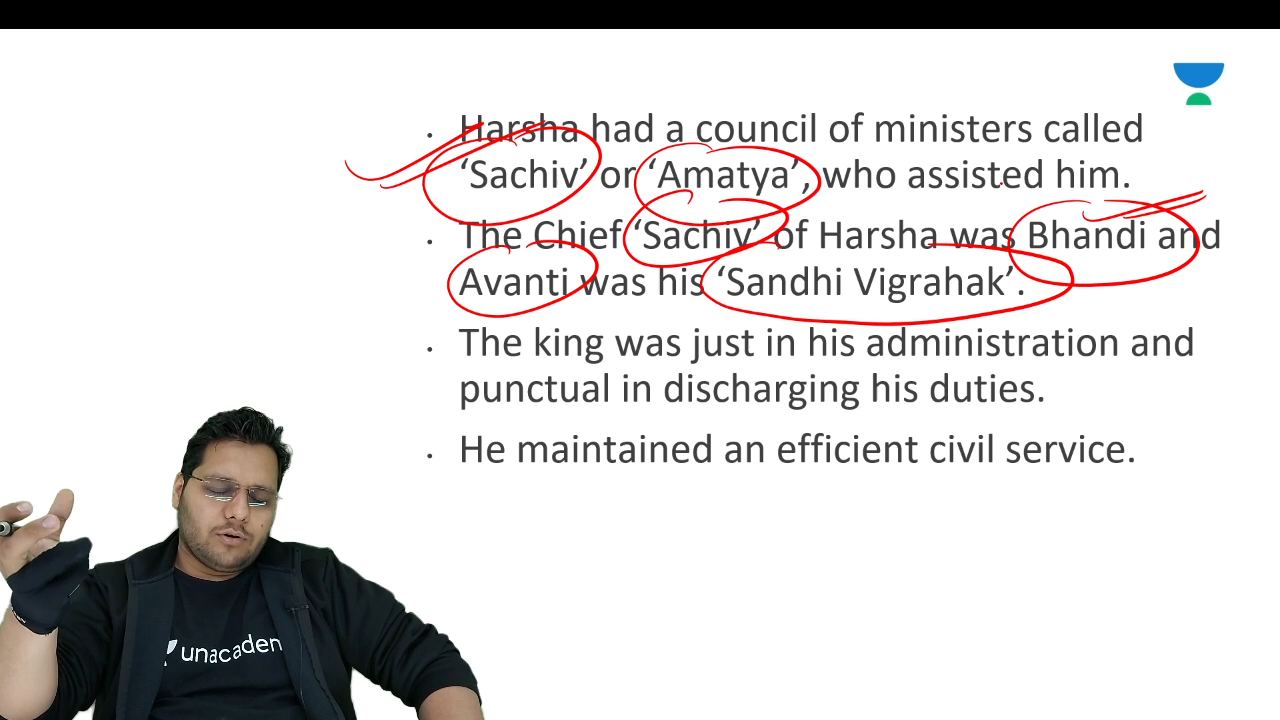 • Harsha had a council of ministers called
‘Sachiv’ or ‘Amatya’, who assisted him.
• The Chief ‘Sachiv’ of Harsha was Bhandi and
Avanti was his ‘Sandhi Vigrahak’.
• The king was just in his administration and
punctual in discharging his duties.
• He maintained an efficient civil service.
unacaden